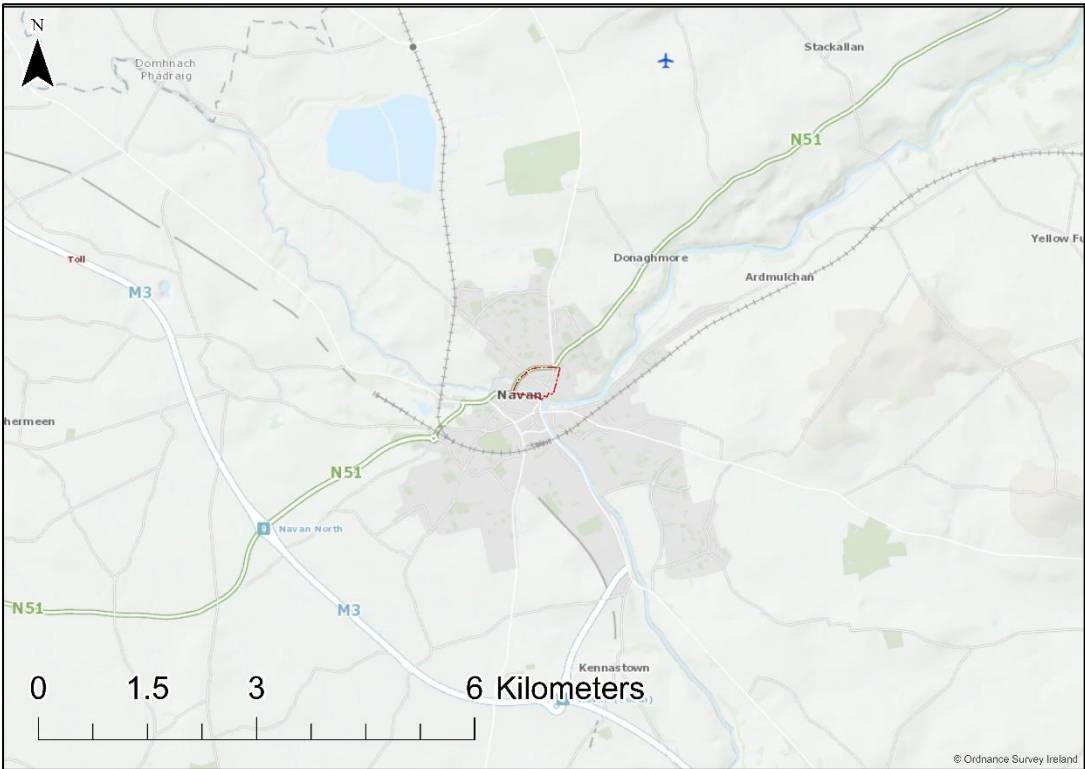 N
Domhnach
Phádraig
Stackallan
N51
Donaghmore
Yellow Fu
Toll
Ardmulchan
M3
Navan
hermeen
N51
9 Navan North
N51
M3
Kennastown
0 1.5 3 6 Kilometers
© Ordnance Survey Ireland